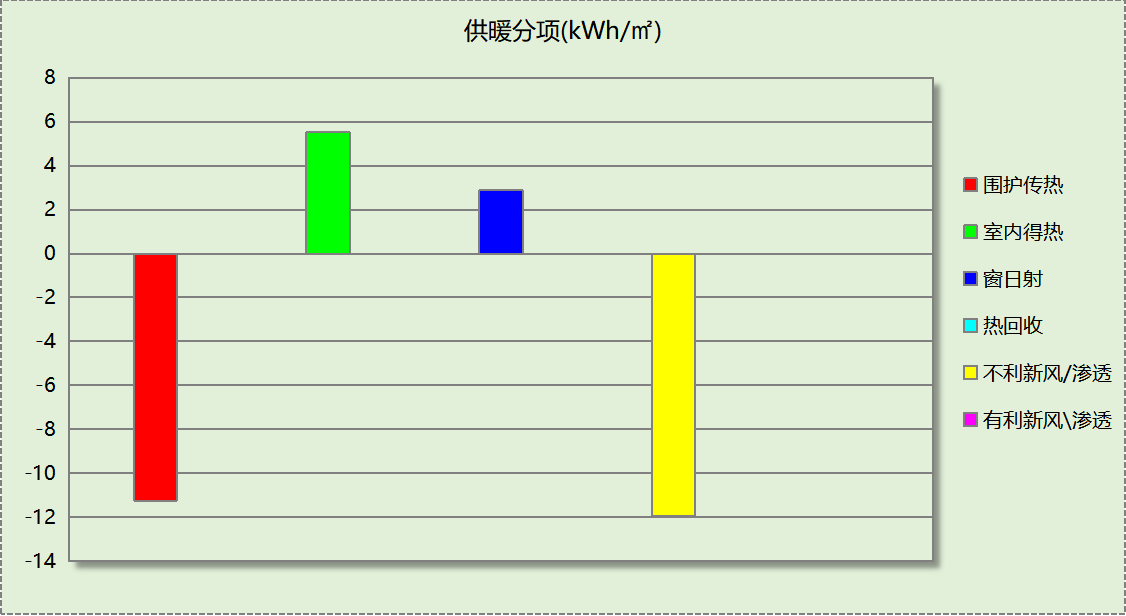 供暖分项(kWh/㎡)
8
6
4
2
0
-2
-4
-6
-8
-10
-12
-14
围护传热
室内得热
窗日射
热回收
不利新风/渗透
有利新风\渗透